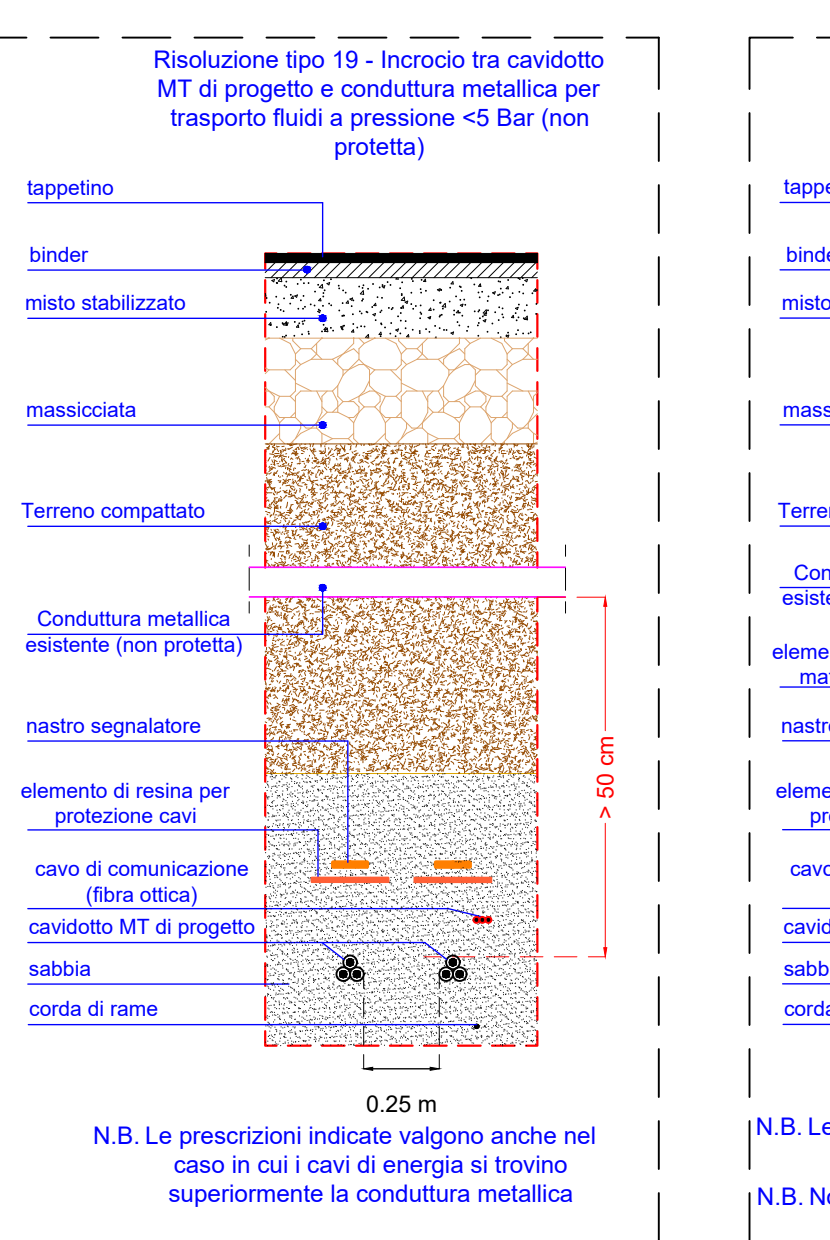 Risoluzione tipo 19 - Incrocio tra cavidotto
MT di progetto e conduttura metallica per
trasporto fluidi a pressione <5 Bar (non
protetta)
tappetino
binder
misto stabilizzato
massicciata
Terreno compattato
Conduttura metallica
esistente (non protetta)
nastro segnalatore
elemento di resina per
protezione cavi
cavo di comunicazione
(fibra ottica)
cavidotto MT di progetto
sabbia
corda di rame
> 50 cm
0.25 m
N.B. Le prescrizioni indicate valgono anche nel
caso in cui i cavi di energia si trovino
superiormente la conduttura metallica
tappe
binde
misto
mass
Terre
Con
esiste
eleme
ma
nastro
eleme
pro
cavo
cavid
sabbi
corda
N.B. Le
N.B. No